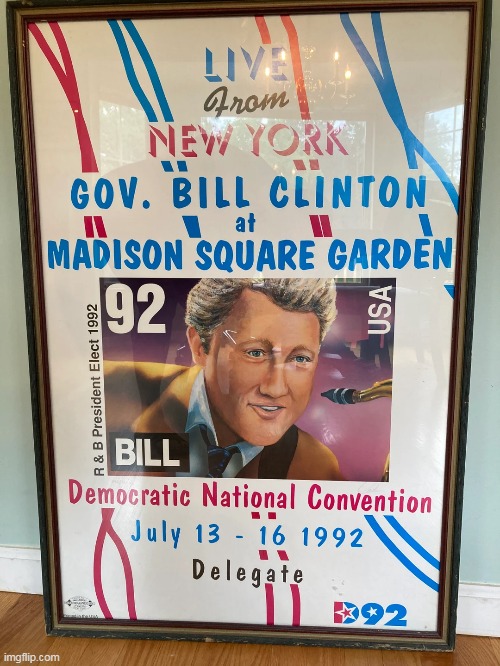 LIVE
From
NEW YORK
GOV. BILL CLINTON
at
MADISON SQUARE GARDEN
92
USA
R & B President Elect 1992
BILL
Democratic National Convention
July 13 - 16 1992
Delegate
D92
imgflip.com